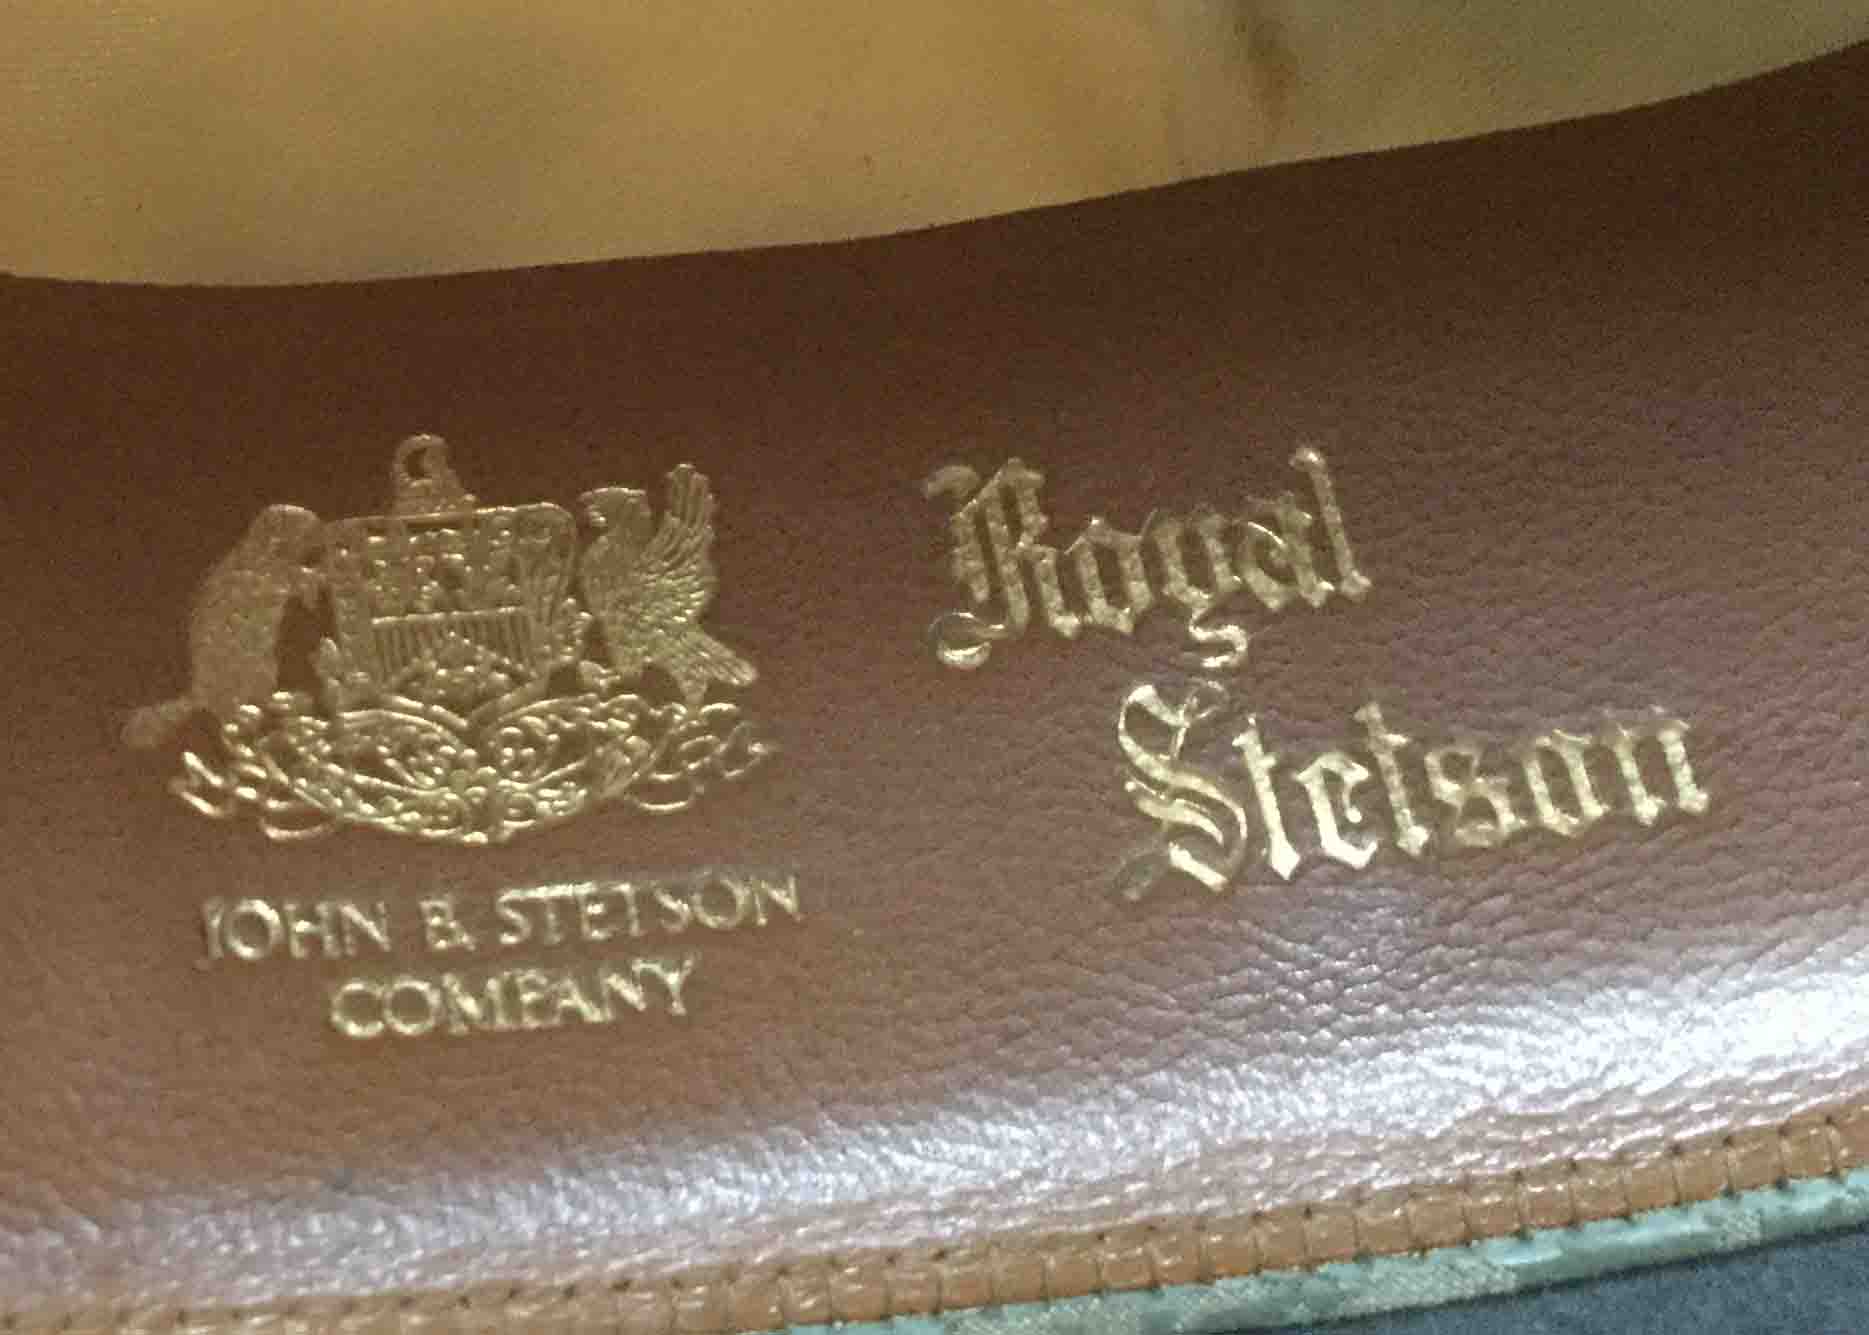 JOHN B. STETSON
COMPANY
Royal
Stetson